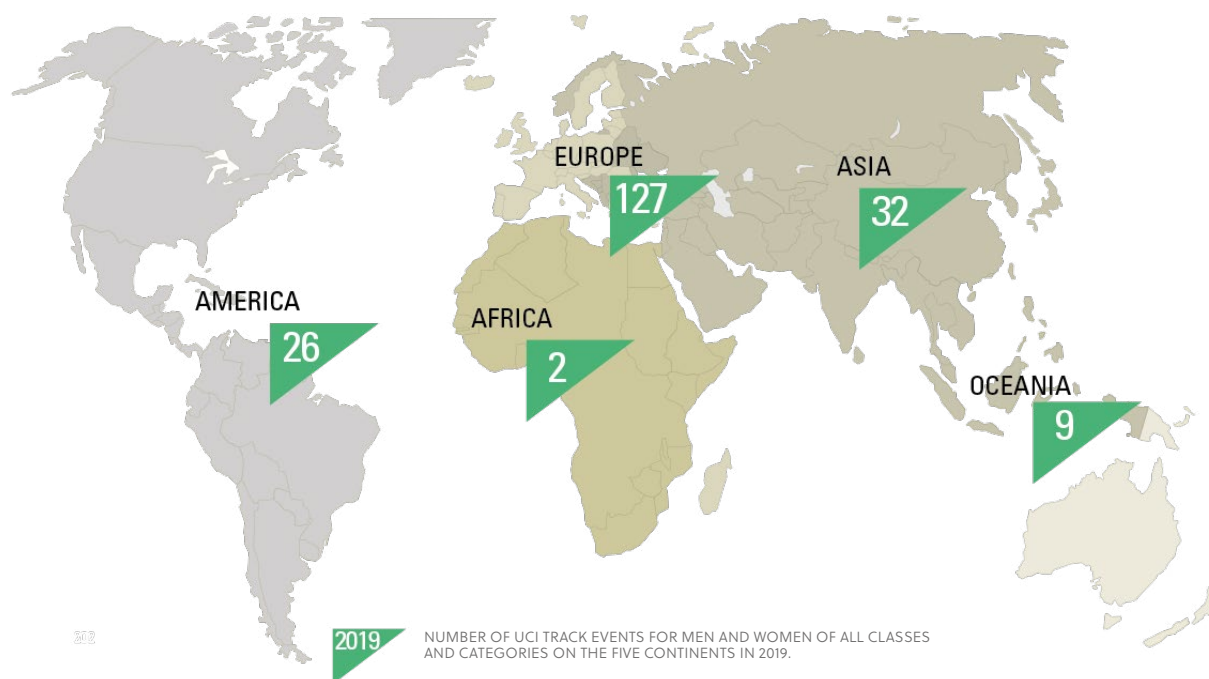 EUROPE
127
ASIA
32
AMERICA
26
AFRICA
2
OCEANIA
9
2019
NUMBER OF UCI TRACK EVENTS FOR MEN AND WOMEN OF ALL CLASSES
AND CATEGORIES ON THE FIVE CONTINENTS IN 2019.